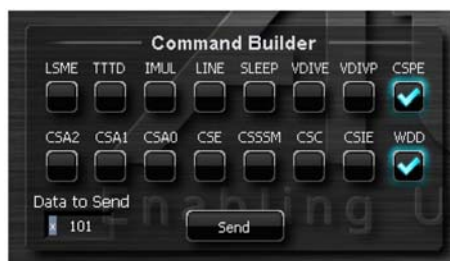 Command Builder
LSME TTTD IMUL LINE SLEEP VDIVE VDIVP CSPE
CSA2 CSA1 CSA0 CSE CSSSM CSC CSIE WDD
Data to Send
x 101
Send
Enabling U